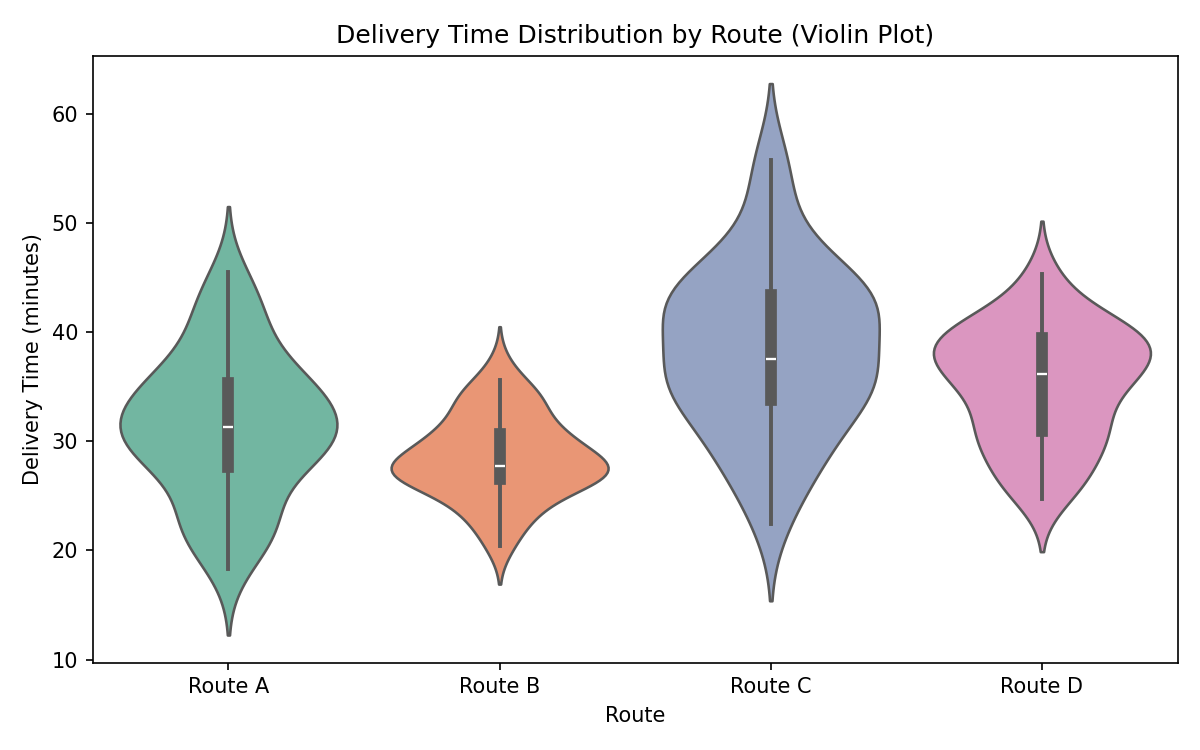 Delivery Time Distribution by Route (Violin Plot)
Delivery Time (minutes)
60
50
40
30
20
10
Route A
Route B
Route C
Route D
Route